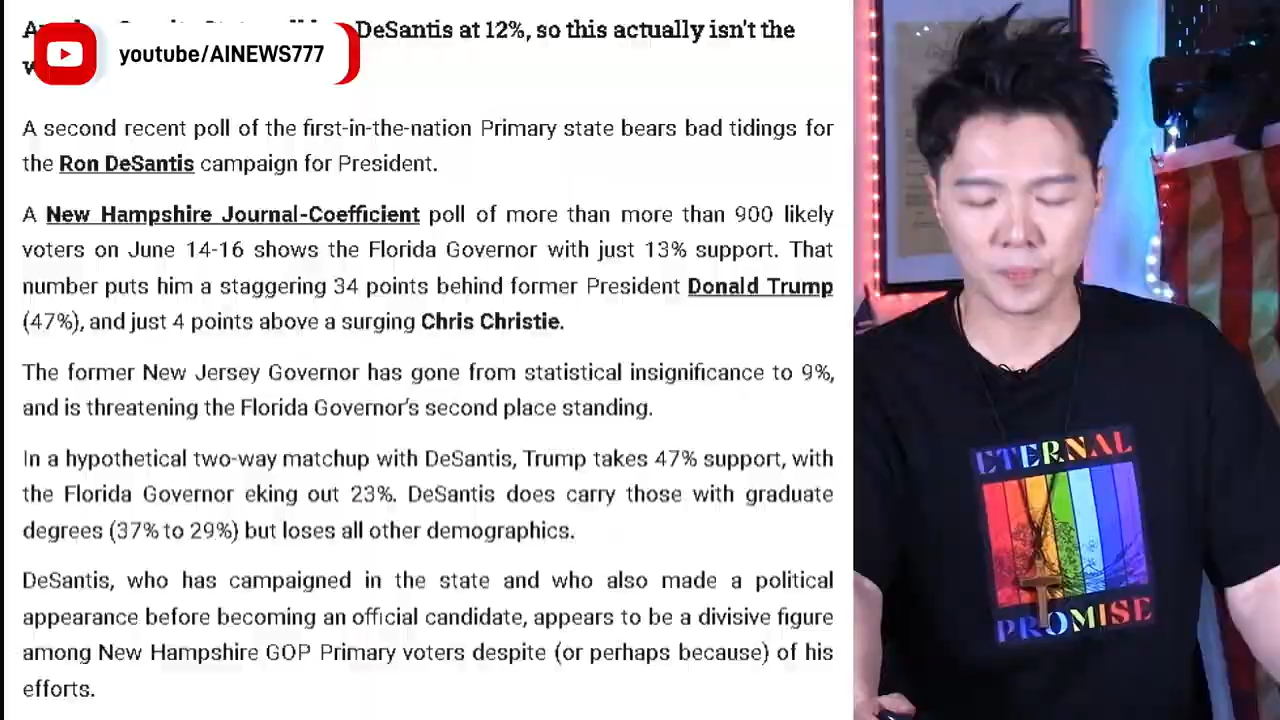 DeSantis at 12%, so this actually isn't the
youtube/AINEWS777
A second recent poll of the first-in-the-nation Primary state bears bad tidings for
the Ron DeSantis campaign for President.
A New Hampshire Journal-Coefficient poll of more than more than 900 likely
voters on June 14-16 shows the Florida Governor with just 13% support. That
number puts him a staggering 34 points behind former President Donald Trump
(47%), and just 4 points above a surging Chris Christie.
The former New Jersey Governor has gone from statistical insignificance to 9%,
and is threatening the Florida Governor’s second place standing.
In a hypothetical two-way matchup with DeSantis, Trump takes 47% support, with
the Florida Governor eking out 23%. DeSantis does carry those with graduate
degrees (37% to 29%) but loses all other demographics.
DeSantis, who has campaigned in the state and who also made a political
appearance before becoming an official candidate, appears to be a divisive figure
among New Hampshire GOP Primary voters despite (or perhaps because) of his
efforts.
ETERNAL
PROMISE